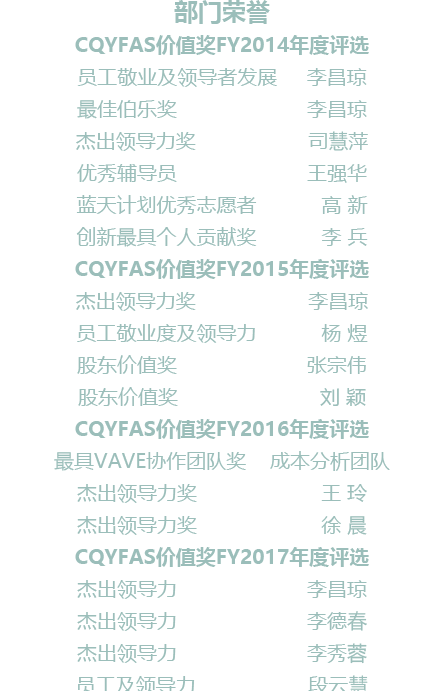 部门荣誉
CQYFAS价值奖FY2014年度评选
员工敬业及领导者发展 李昌琼
最佳伯乐奖 李昌琼
杰出领导力奖 司慧萍
优秀辅导员 王强华
蓝天计划优秀志愿者 高 新
创新最具个人贡献奖 李 兵
CQYFAS价值奖FY2015年度评选
杰出领导力奖 李昌琼
员工敬业度及领导力 杨 煜
股东价值奖 张宗伟
股东价值奖 刘 颖
CQYFAS价值奖FY2016年度评选
最具VAVE协作团队奖 成本分析团队
杰出领导力奖 王 玲
杰出领导力奖 徐 晨
CQYFAS价值奖FY2017年度评选
杰出领导力 李昌琼
杰出领导力 李德春
杰出领导力 李秀蓉
员工及领导力 段云慧